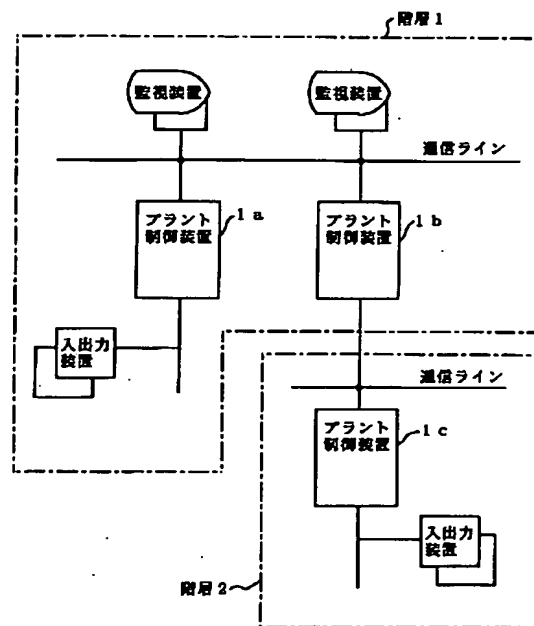 階層1
監視装置
監視装置
通信ライン
プラント
制御装置
1a
プラント
制御装置
1b
入出力
装置
通信ライン
プラント
制御装置
1c
入出力
装置
階層2